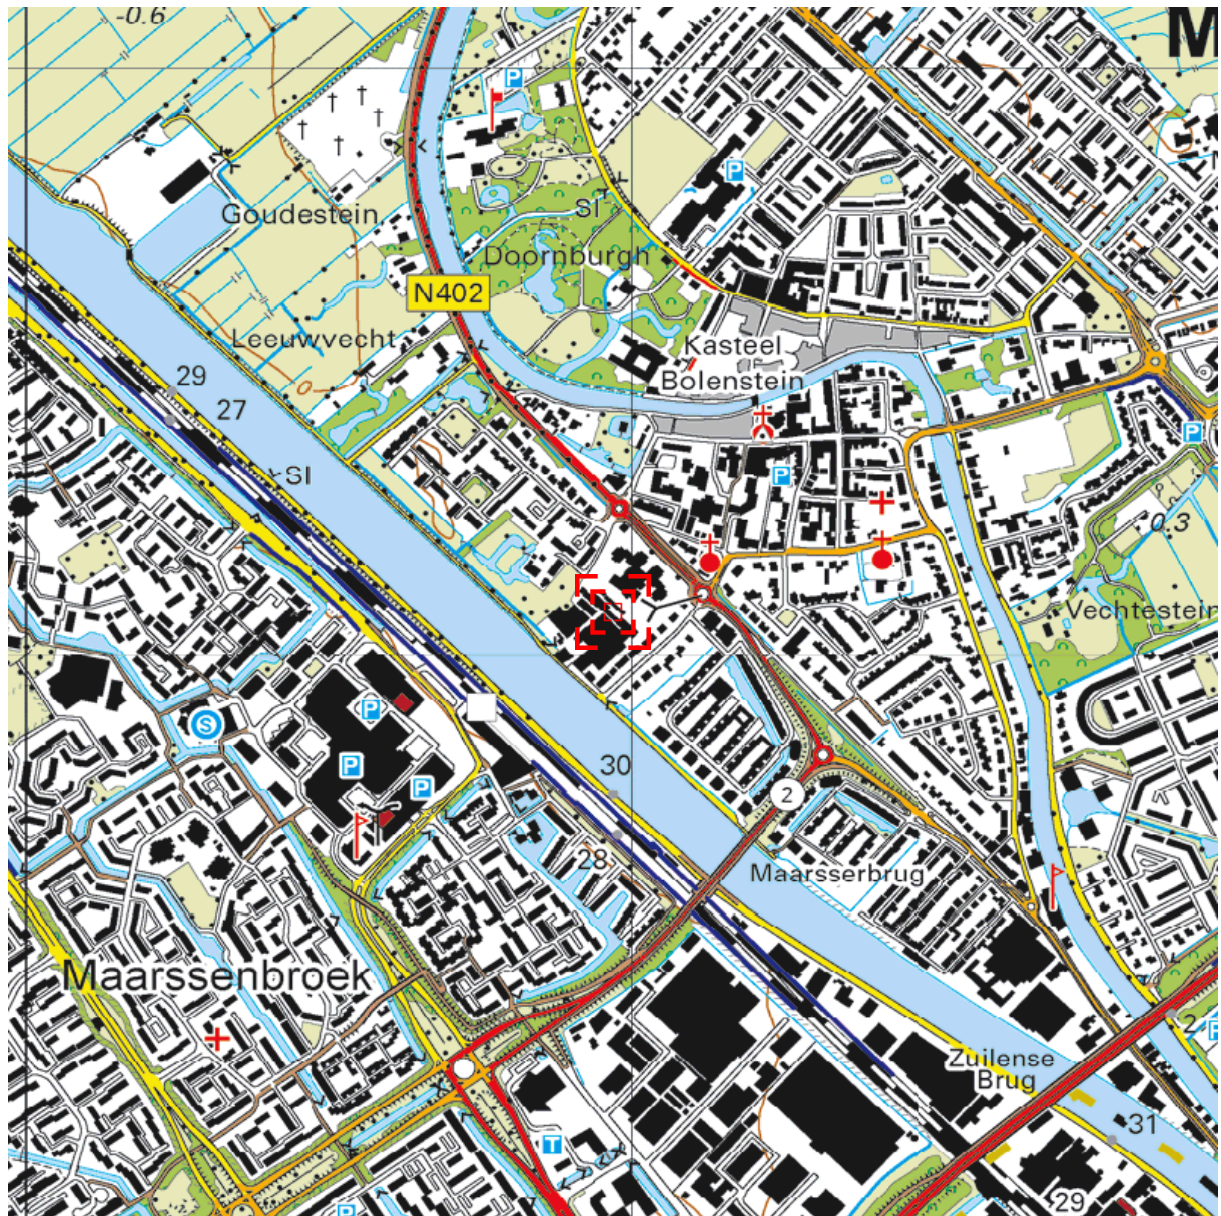 -0.6
M
P
P
Goudestein
SI
Doornburgh
N402
Leeuwvecht
Kasteel
Bolenstein
29
27
P
SI
P
0.3
Vechtestein
S
P
P
30
P
2
28
Maarsserbrug
Maarssenbroek
2
P
Zuilense
Brug
31
T
29
P